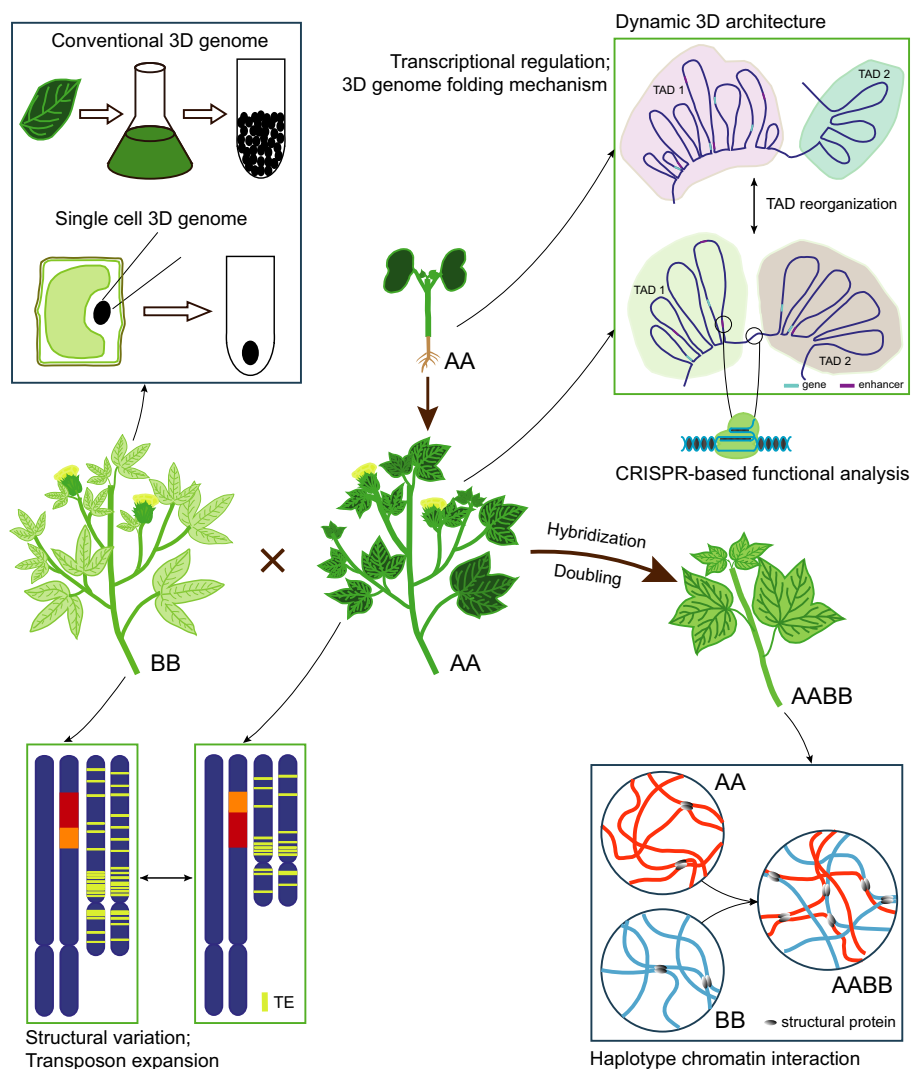 Conventional 3D genome
Single cell 3D genome
Transcriptional regulation;
3D genome folding mechanism
Dynamic 3D architecture
TAD 1
TAD 2
TAD reorganization
TAD 1
TAD 2
gene
enhancer
CRISPR-based functional analysis
AA
BB
AA
Hybridization
Doubling
AABB
TE
Structural variation;
Transposon expansion
AA
BB
AABB
structural protein
Haplotype chromatin interaction